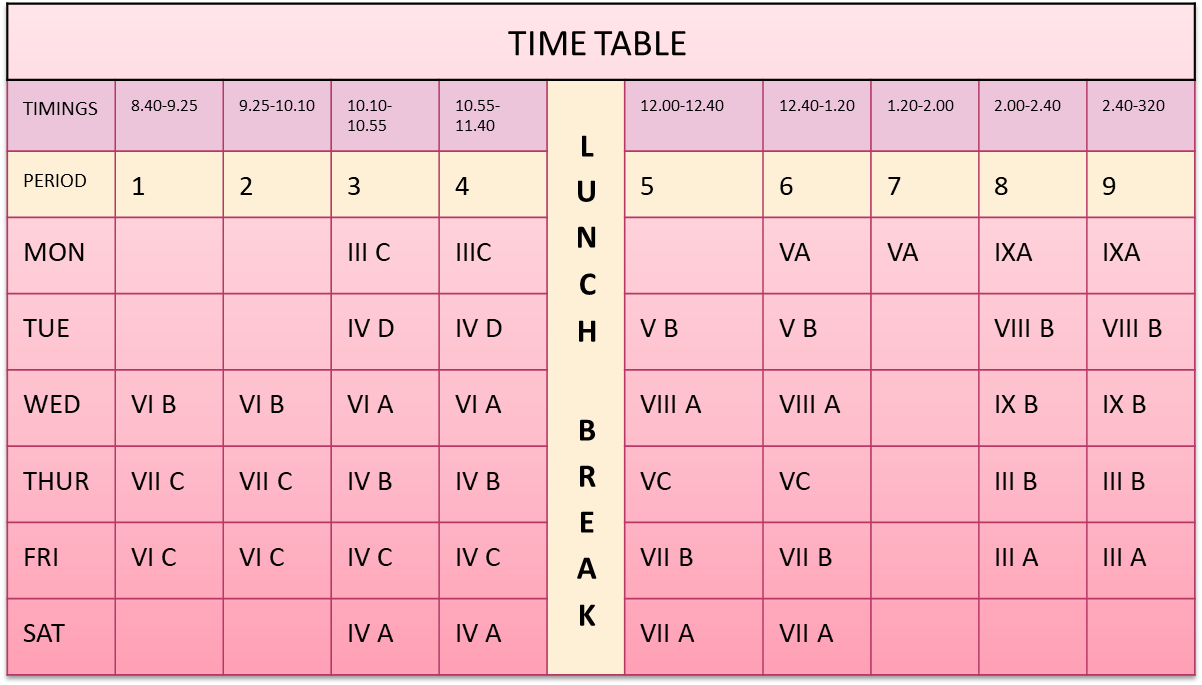 TIME TABLE
TIMINGS 8.40-9.25 9.25-10.10 10.10-10.55 10.55-11.40 12.00-12.40 12.40-1.20 1.20-2.00 2.00-2.40 2.40-320
PERIOD 1 2 3 4 5 6 7 8 9
LUNCH BREAK
MON III C IIIC VA VA IXA IXA
TUE IV D IV D V B V B VIII B VIII B
WED VI B VI B VI A VI A VIII A VIII A IX B IX B
THUR VII C VII C IV B IV B VC VC III B III B
FRI VI C VI C IV C IV C VII B VII B III A III A
SAT IV A IV A VII A VII A